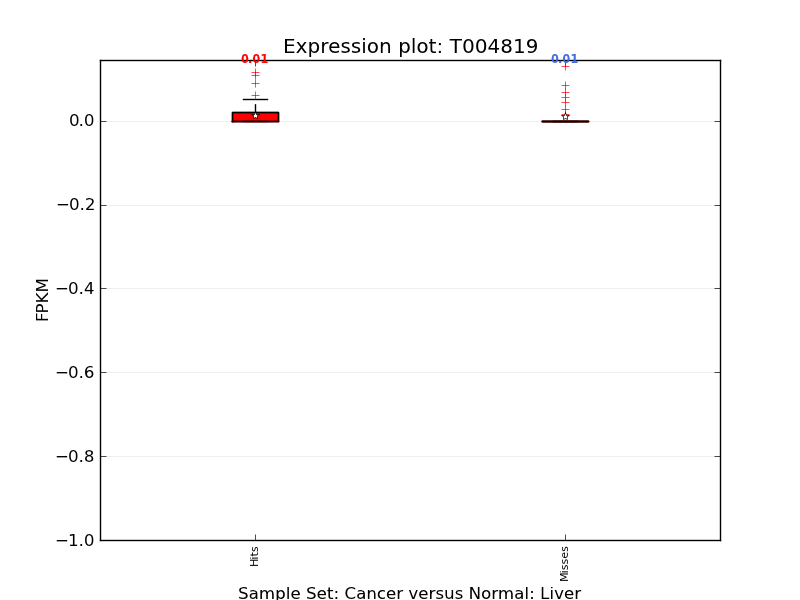 Expression plot: T004819
0.01
0.01
0.0
−0.2
−0.4
−0.6
−0.8
−1.0
FPKM
Hits
Misses
Sample Set: Cancer versus Normal: Liver